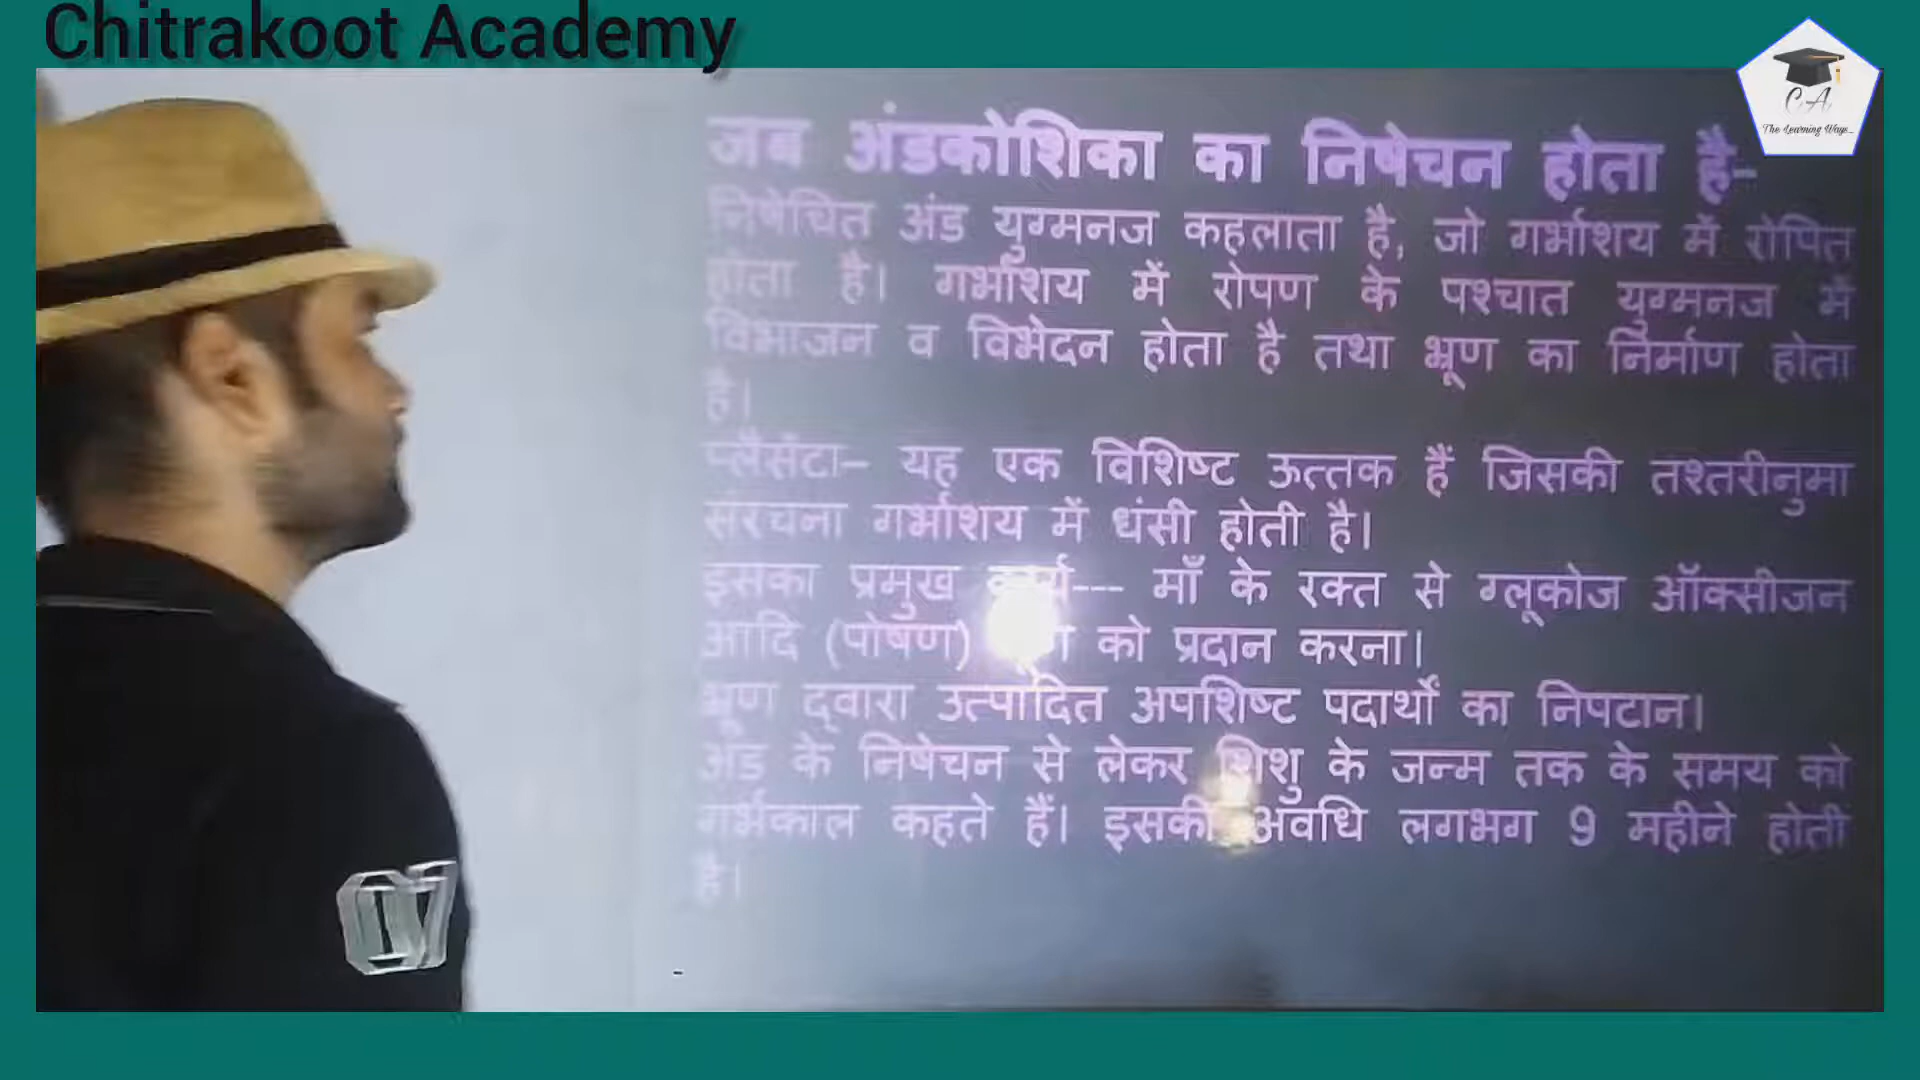 Chitrakoot Academy
CA
The Learning Ways...
जब अंडकोशिका का निषेचन होता है-
निषेचित अंड युग्मनज कहलाता है, जो गर्भाशय में रोपित
होता है। गर्भाशय में रोपण के पश्चात युग्मनज में
विभाजन व विभेदन होता है तथा भ्रूण का निर्माण होता
है।
प्लैसेंटा– यह एक विशिष्ट ऊत्तक हैं जिसकी तश्तरीनुमा
संरचना गर्भाशय में धंसी होती है।
इसका प्रमुख कार्य--- माँ के रक्त से ग्लूकोज ऑक्सीजन
आदि (पोषण) को प्रदान करना।
भ्रूण द्वारा उत्पादित अपशिष्ट पदार्थों का निपटान।
अंड के निषेचन से लेकर शिशु के जन्म तक के समय को
गर्भकाल कहते हैं। इसकी अवधि लगभग 9 महीने होती
है।